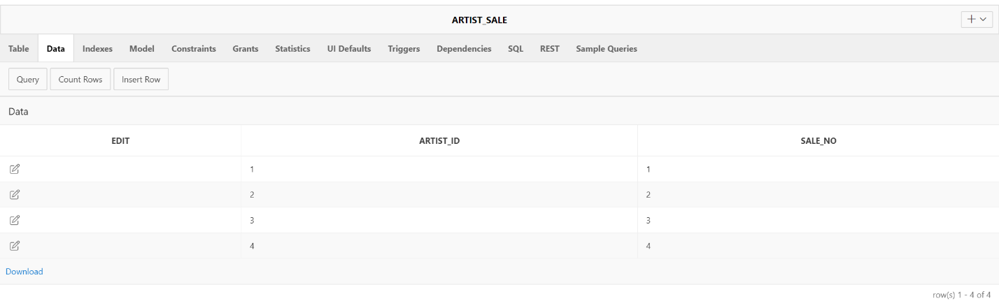 ARTIST_SALE
Table Data Indexes Model Constraints Grants Statistics UI Defaults Triggers Dependencies SQL REST Sample Queries
Query Count Rows Insert Row
Data
EDIT ARTIST_ID SALE_NO
1 1
2 2
3 3
4 4
Download
row(s) 1 - 4 of 4